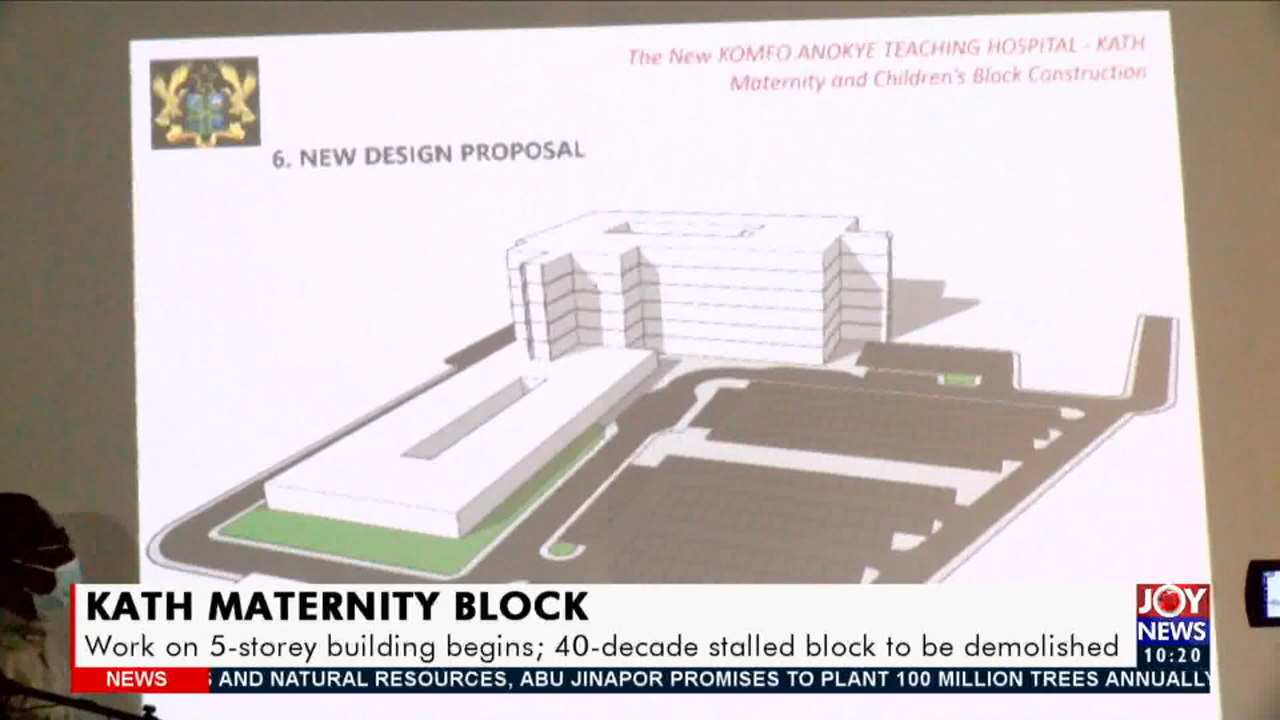 The New KOMFO ANOKYE TEACHING HOSPITAL - KATH
Maternity and Children's Block Construction
6. NEW DESIGN PROPOSAL
KATH MATERNITY BLOCK
Work on 5-storey building begins; 40-decade stalled block to be demolished
JOY
NEWS
10:20
NEWS
AND NATURAL RESOURCES, ABU JINAPOR PROMISES TO PLANT 100 MILLION TREES ANNUALLY